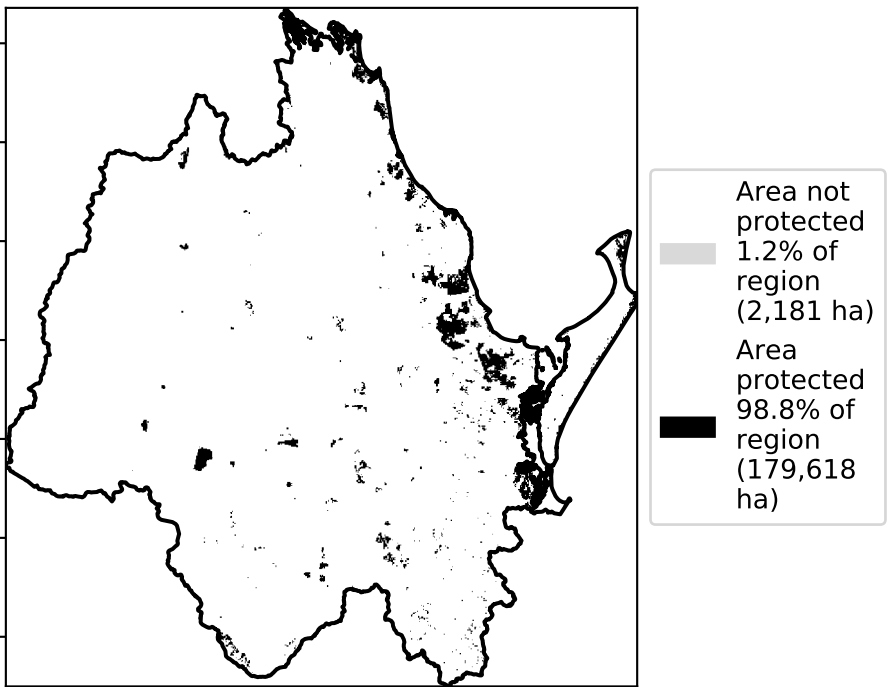 Area not
protected
1.2% of
region
(2,181 ha)
Area
protected
98.8% of
region
(179,618
ha)